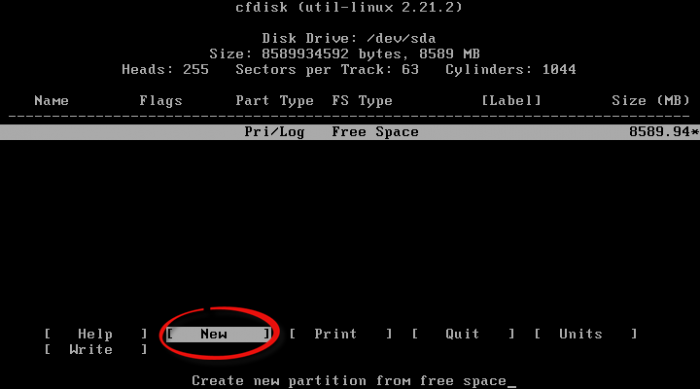 cfdisk (util-linux 2.21.2)
Disk Drive: /dev/sda
Size: 8589934592 bytes, 8589 MB
Heads: 255   Sectors per Track: 63   Cylinders: 1044
Name   Flags   Part Type   FS Type   [Label]   Size (MB)
Pri/Log   Free Space   8589.94*
[ Help ] [ New ] [ Print ] [ Quit ] [ Units ]
[ Write ]
Create new partition from free space_